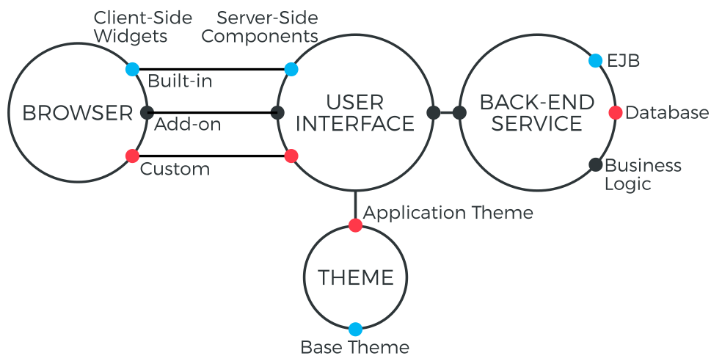 Client-Side
Widgets
Server-Side
Components
BROWSER
Built-in
Add-on
Custom
USER
INTERFACE
BACK-END
SERVICE
EJB
Database
Business
Logic
Application Theme
THEME
Base Theme